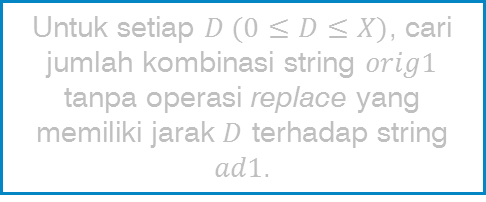 Untuk setiap D (0 ≤ D ≤ X), cari
jumlah kombinasi string orig1
tanpa operasi replace yang
memiliki jarak D terhadap string
ad1.